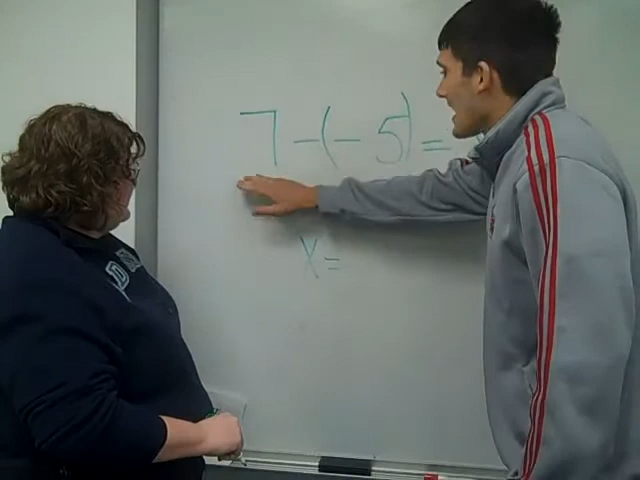 7 - (- 5) =
x =